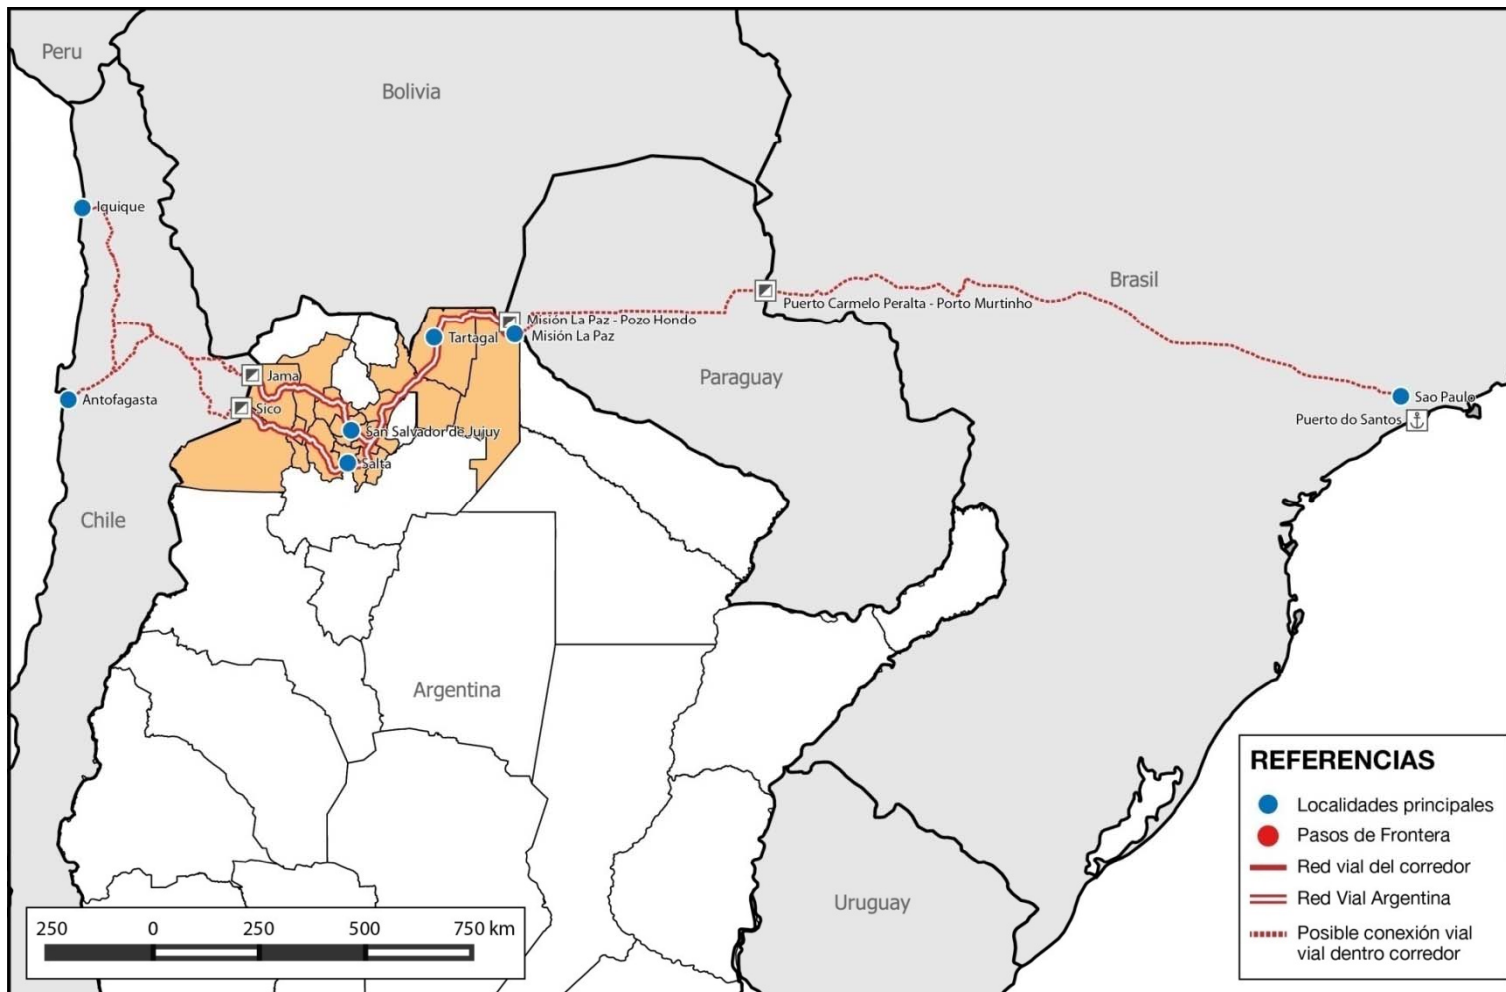 Peru
Bolivia
Iquique
Brasil
Puerto Carmelo Peralta - Porto Murtinho
Misión La Paz - Pozo Hondo
Misión La Paz
Tartagal
Jama
Paraguay
Antofagasta
Sico
Sao Paulo
Puerto do Santos
San Salvador de Jujuy
Salta
Chile
Argentina
Uruguay
REFERENCIAS
Localidades principales
Pasos de Frontera
Red vial del corredor
Red Vial Argentina
Posible conexión vial
vial dentro corredor
250 0 250 500 750 km